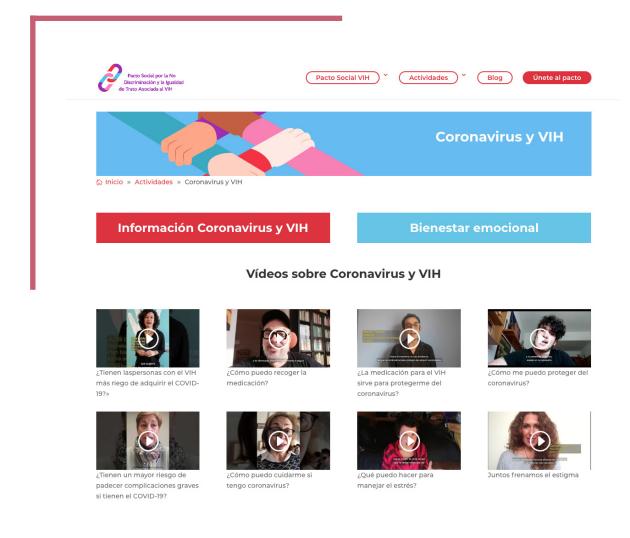 Pacto Social por la No
Discriminación y la Igualdad
de Trato Asociada al VIH
Pacto Social VIH
Actividades
Blog
Únete al pacto
Coronavirus y VIH
Inicio » Actividades » Coronavirus y VIH
Información Coronavirus y VIH
Bienestar emocional
Vídeos sobre Coronavirus y VIH
¿Tienen laspersonas con el VIH
más riego de adquirir el COVID-
19?»
¿Cómo puedo recoger la
medicación?
¿La medicación para el VIH
sirve para protegerme del
coronavirus?
¿Cómo me puedo proteger del
coronavirus?
¿Tienen un mayor riesgo de
padecer complicaciones graves
si tienen el COVID-19?
¿Cómo puedo cuidarme si
tengo coronavirus?
¿Qué puedo hacer para
manejar el estrés?
Juntos frenamos el estigma